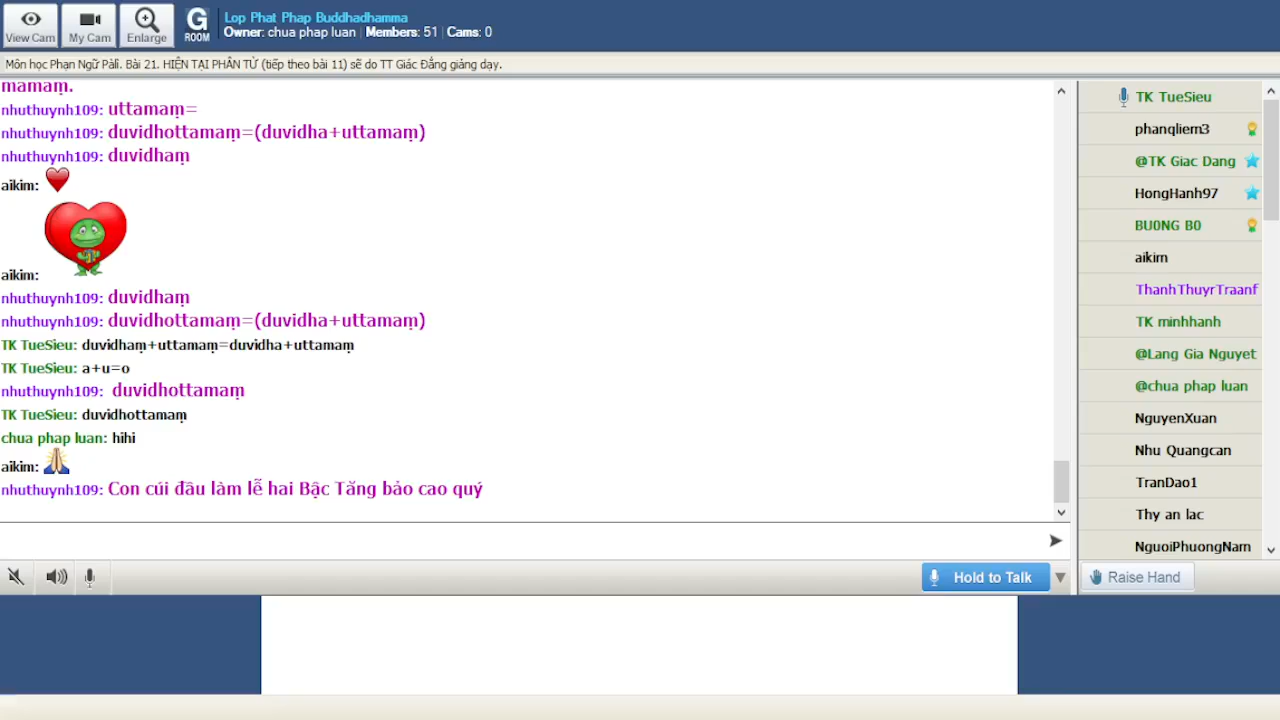 View Cam
My Cam
Enlarge
G
ROOM
Lop Phat Phap Buddhadhamma
Owner: chua phap luan | Members: 51 | Cams: 0
Môn học Phạn Ngữ Pāḷi. Bài 21. HIỆN TẠI PHÂN TỪ (tiếp theo bài 11) sẽ do TT Giác Đẳng giảng dạy.
mamaṃ.
nhuthuynh109: uttamaṃ=
nhuthuynh109: duvidhottamaṃ=(duvidha+uttamaṃ)
nhuthuynh109: duvidhaṃ
aikim:
aikim:
nhuthuynh109: duvidhaṃ
nhuthuynh109: duvidhottamaṃ=(duvidha+uttamaṃ)
TK TueSieu: duvidhaṃ+uttamaṃ=duvidha+uttamaṃ
TK TueSieu: a+u=o
nhuthuynh109: duvidhottamaṃ
TK TueSieu: duvidhottamaṃ
chua phap luan: hihi
aikim:
nhuthuynh109: Con cúi đầu làm lễ hai Bậc Tăng bảo cao quý
TK TueSieu
phanqliem3
@TK Giac Dang
HongHanh97
BU0NG B0
aikim
ThanhThuyrTraanf
TK minhhanh
@Lang Gia Nguyet
@chua phap luan
NguyenXuan
Nhu Quangcan
TranDao1
Thy an lac
NguoiPhuongNam
Hold to Talk
Raise Hand